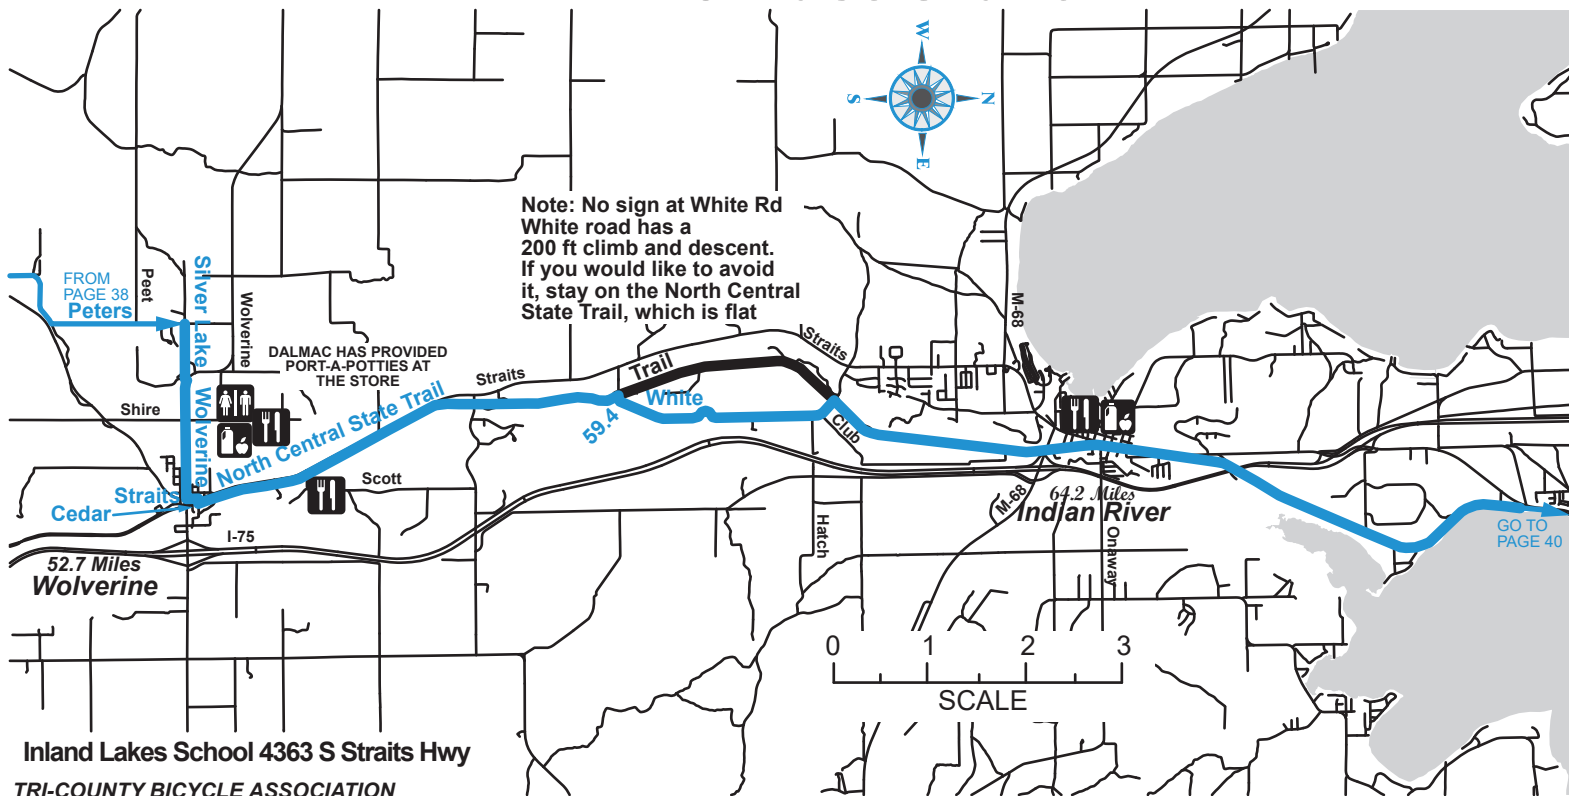 W
S
N
E
Note: No sign at White Rd
White road has a
200 ft climb and descent.
If you would like to avoid
it, stay on the North Central
State Trail, which is flat
FROM
PAGE 38
Peters
Peet
Silver Lake
Wolverine
Wolverine
DALMAC HAS PROVIDED
PORT-A-POTTIES AT
THE STORE
Shire
North Central State Trail
Straits
Trail
Straits
White
59.4
Club
M-68
Scott
Straits
Cedar
I-75
52.7 Miles
Wolverine
Hatch
M-68
64.2 Miles
Indian River
Onaway
GO TO
PAGE 40
0 1 2 3
SCALE
Inland Lakes School 4363 S Straits Hwy
TRI-COUNTY BICYCLE ASSOCIATION